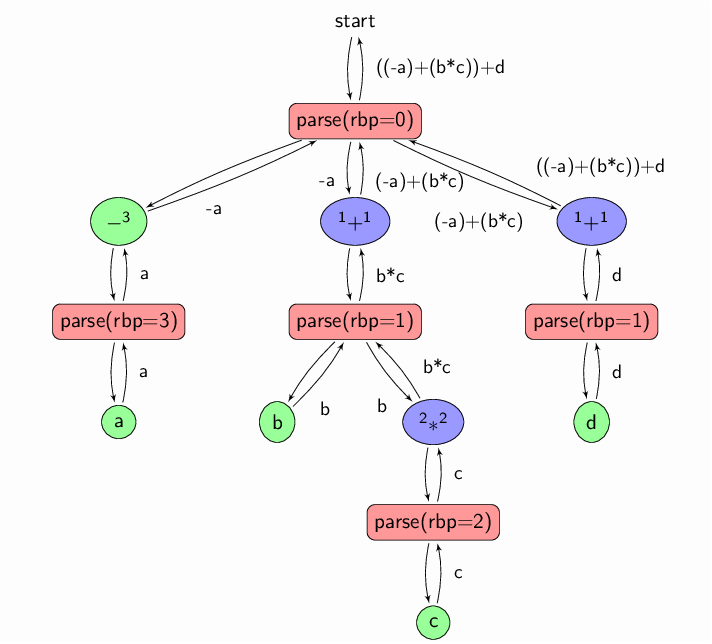 start
((-a)+(b*c))+d
parse(rbp=0)
((-a)+(b*c))+d
-a
(-a)+(b*c)
-a
−³
¹+¹
(-a)+(b*c)
¹+¹
a
b*c
d
parse(rbp=3)
parse(rbp=1)
parse(rbp=1)
a
b*c
d
b
b
a
b
²*²
d
c
parse(rbp=2)
c
c